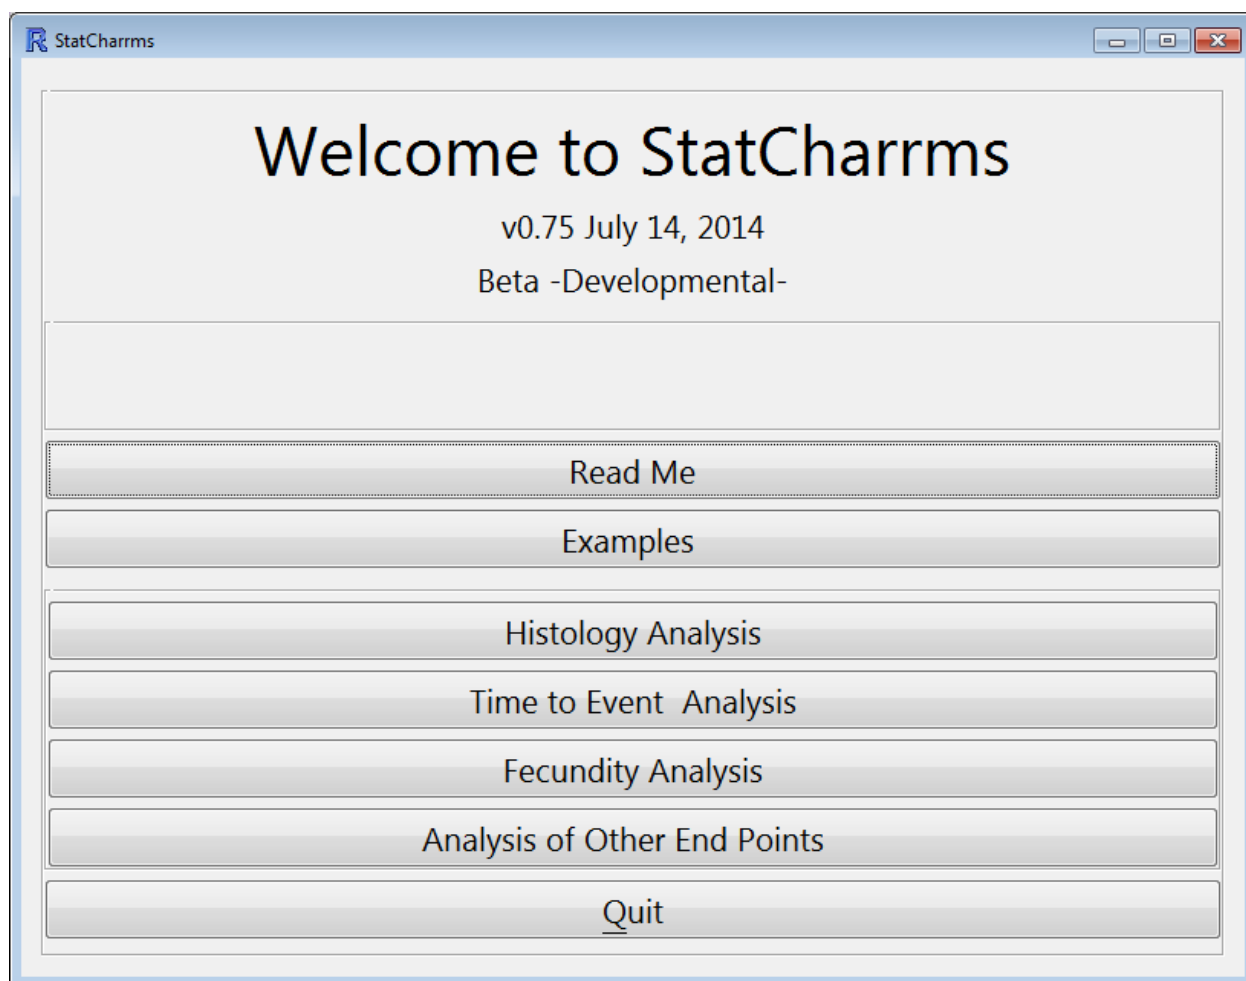 StatCharrms
Welcome to StatCharrms
v0.75 July 14, 2014
Beta -Developmental-
Read Me
Examples
Histology Analysis
Time to Event  Analysis
Fecundity Analysis
Analysis of Other End Points
Quit